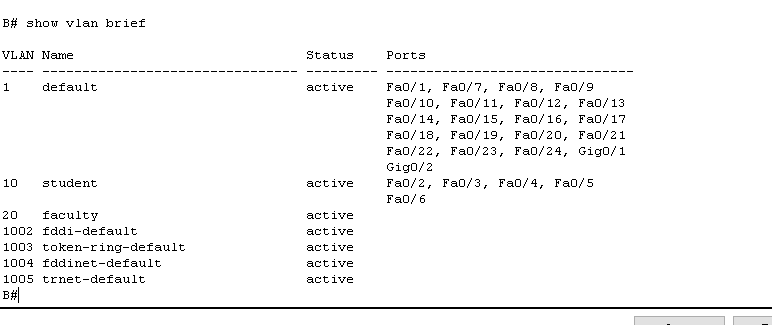 B# show vlan brief
VLAN Name                             Status    Ports
---- -------------------------------- --------- -------------------------------
1    default                          active    Fa0/1, Fa0/7, Fa0/8, Fa0/9
                                                Fa0/10, Fa0/11, Fa0/12, Fa0/13
                                                Fa0/14, Fa0/15, Fa0/16, Fa0/17
                                                Fa0/18, Fa0/19, Fa0/20, Fa0/21
                                                Fa0/22, Fa0/23, Fa0/24, Gig0/1
                                                Gig0/2
10   student                          active    Fa0/2, Fa0/3, Fa0/4, Fa0/5
                                                Fa0/6
20   faculty                          active
1002 fddi-default                     active
1003 token-ring-default               active
1004 fddinet-default                  active
1005 trnet-default                    active
B#